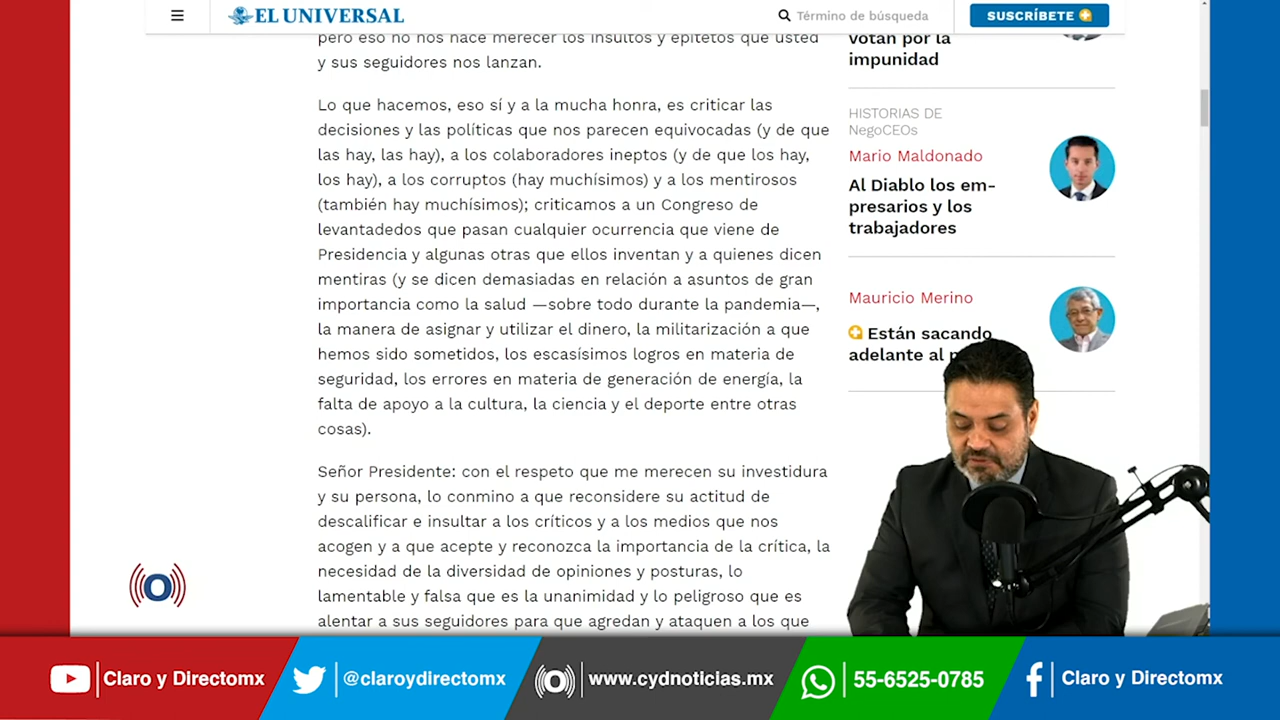 EL UNIVERSAL
Término de búsqueda
SUSCRÍBETE
pero eso no nos hace merecer los insultos y epítetos que usted
y sus seguidores nos lanzan.
Lo que hacemos, eso sí y a la mucha honra, es criticar las
decisiones y las políticas que nos parecen equivocadas (y de que
las hay, las hay), a los colaboradores ineptos (y de que los hay,
los hay), a los corruptos (hay muchísimos) y a los mentirosos
(también hay muchísimos); criticamos a un Congreso de
levantadedos que pasan cualquier ocurrencia que viene de
Presidencia y algunas otras que ellos inventan y a quienes dicen
mentiras (y se dicen demasiadas en relación a asuntos de gran
importancia como la salud —sobre todo durante la pandemia—,
la manera de asignar y utilizar el dinero, la militarización a que
hemos sido sometidos, los escasísimos logros en materia de
seguridad, los errores en materia de generación de energía, la
falta de apoyo a la cultura, la ciencia y el deporte entre otras
cosas).
Señor Presidente: con el respeto que me merecen su investidura
y su persona, lo conmino a que reconsidere su actitud de
descalificar e insultar a los críticos y a los medios que nos
acogen y a que acepte y reconozca la importancia de la crítica, la
necesidad de la diversidad de opiniones y posturas, lo
lamentable y falsa que es la unanimidad y lo peligroso que es
alentar a sus seguidores para que agredan y ataquen a los que
votan por la
impunidad
HISTORIAS DE
NegoCEOs
Mario Maldonado
Al Diablo los em-
presarios y los
trabajadores
Mauricio Merino
Están sacando
adelante al
Claro y Directomx
@claroydirectomx
www.cydnoticias.mx
55-6525-0785
Claro y Directomx